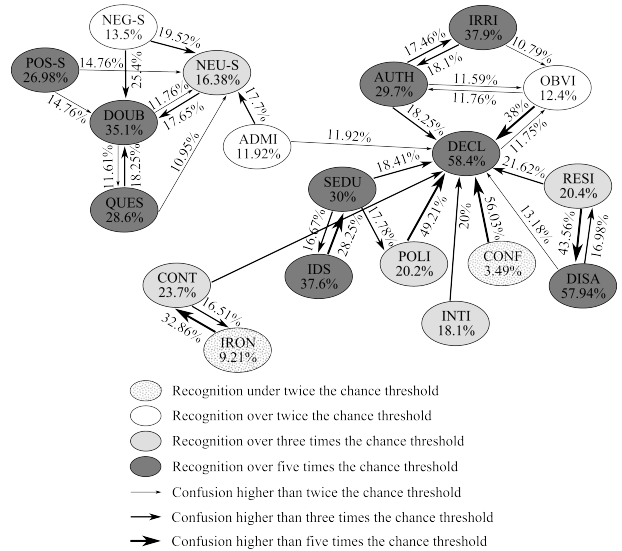 NEG-S
13.5%
19.52%
POS-S
26.98%
14.76%
25.4%
NEU-S
16.38%
14.76%
DOUB
35.1%
11.76%
17.65%
17.7%
10.95%
11.61%
18.25%
QUES
28.6%
ADMI
11.92%
11.92%
IRRI
37.9%
17.46%
18.1%
10.79%
AUTH
29.7%
11.59%
11.76%
OBVI
12.4%
18.25%
38%
11.75%
DECL
58.4%
18.41%
21.62%
SEDU
30%
RESI
20.4%
16.67%
28.25%
17.78%
49.21%
20%
56.03%
13.18%
43.56%
16.98%
IDS
37.6%
POLI
20.2%
CONF
3.49%
DISA
57.94%
CONT
23.7%
16.51%
32.86%
IRON
9.21%
INTI
18.1%
Recognition under twice the chance threshold
Recognition over twice the chance threshold
Recognition over three times the chance threshold
Recognition over five times the chance threshold
Confusion higher than twice the chance threshold
Confusion higher than three times the chance threshold
Confusion higher than five times the chance threshold